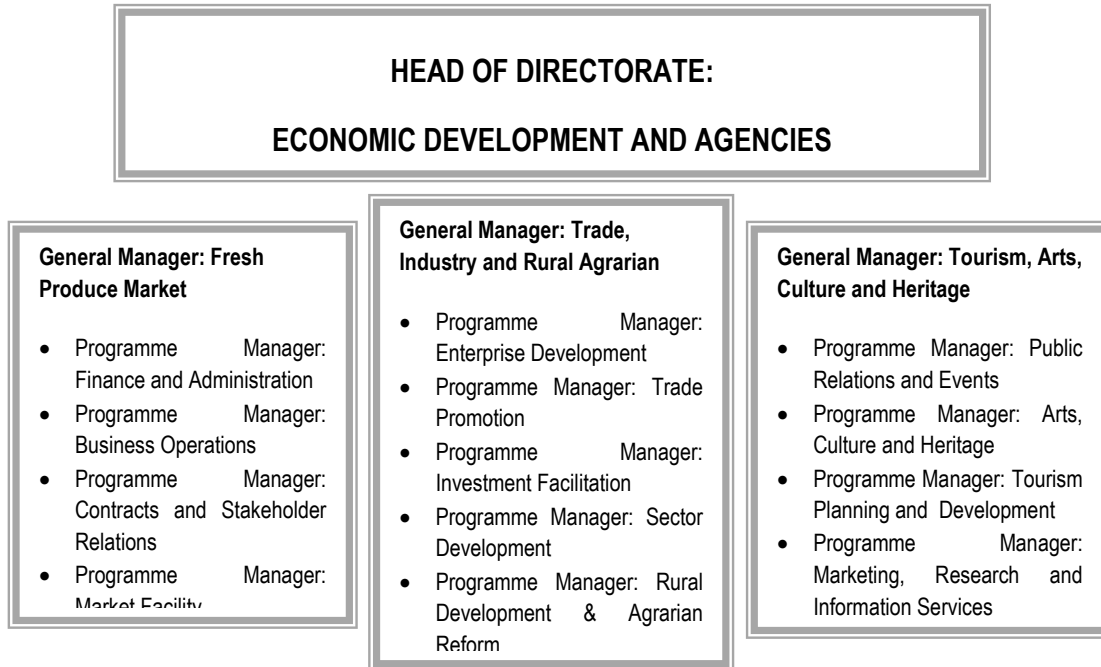 HEAD OF DIRECTORATE:
ECONOMIC DEVELOPMENT AND AGENCIES
General Manager: Fresh
Produce Market
• Programme Manager:
Finance and Administration
• Programme Manager:
Business Operations
• Programme Manager:
Contracts and Stakeholder
Relations
• Programme Manager:
Market Facility
General Manager: Trade,
Industry and Rural Agrarian
• Programme Manager:
Enterprise Development
• Programme Manager: Trade
Promotion
• Programme Manager:
Investment Facilitation
• Programme Manager: Sector
Development
• Programme Manager: Rural
Development & Agrarian
Reform
General Manager: Tourism, Arts,
Culture and Heritage
• Programme Manager: Public
Relations and Events
• Programme Manager: Arts,
Culture and Heritage
• Programme Manager: Tourism
Planning and Development
• Programme Manager:
Marketing, Research and
Information Services